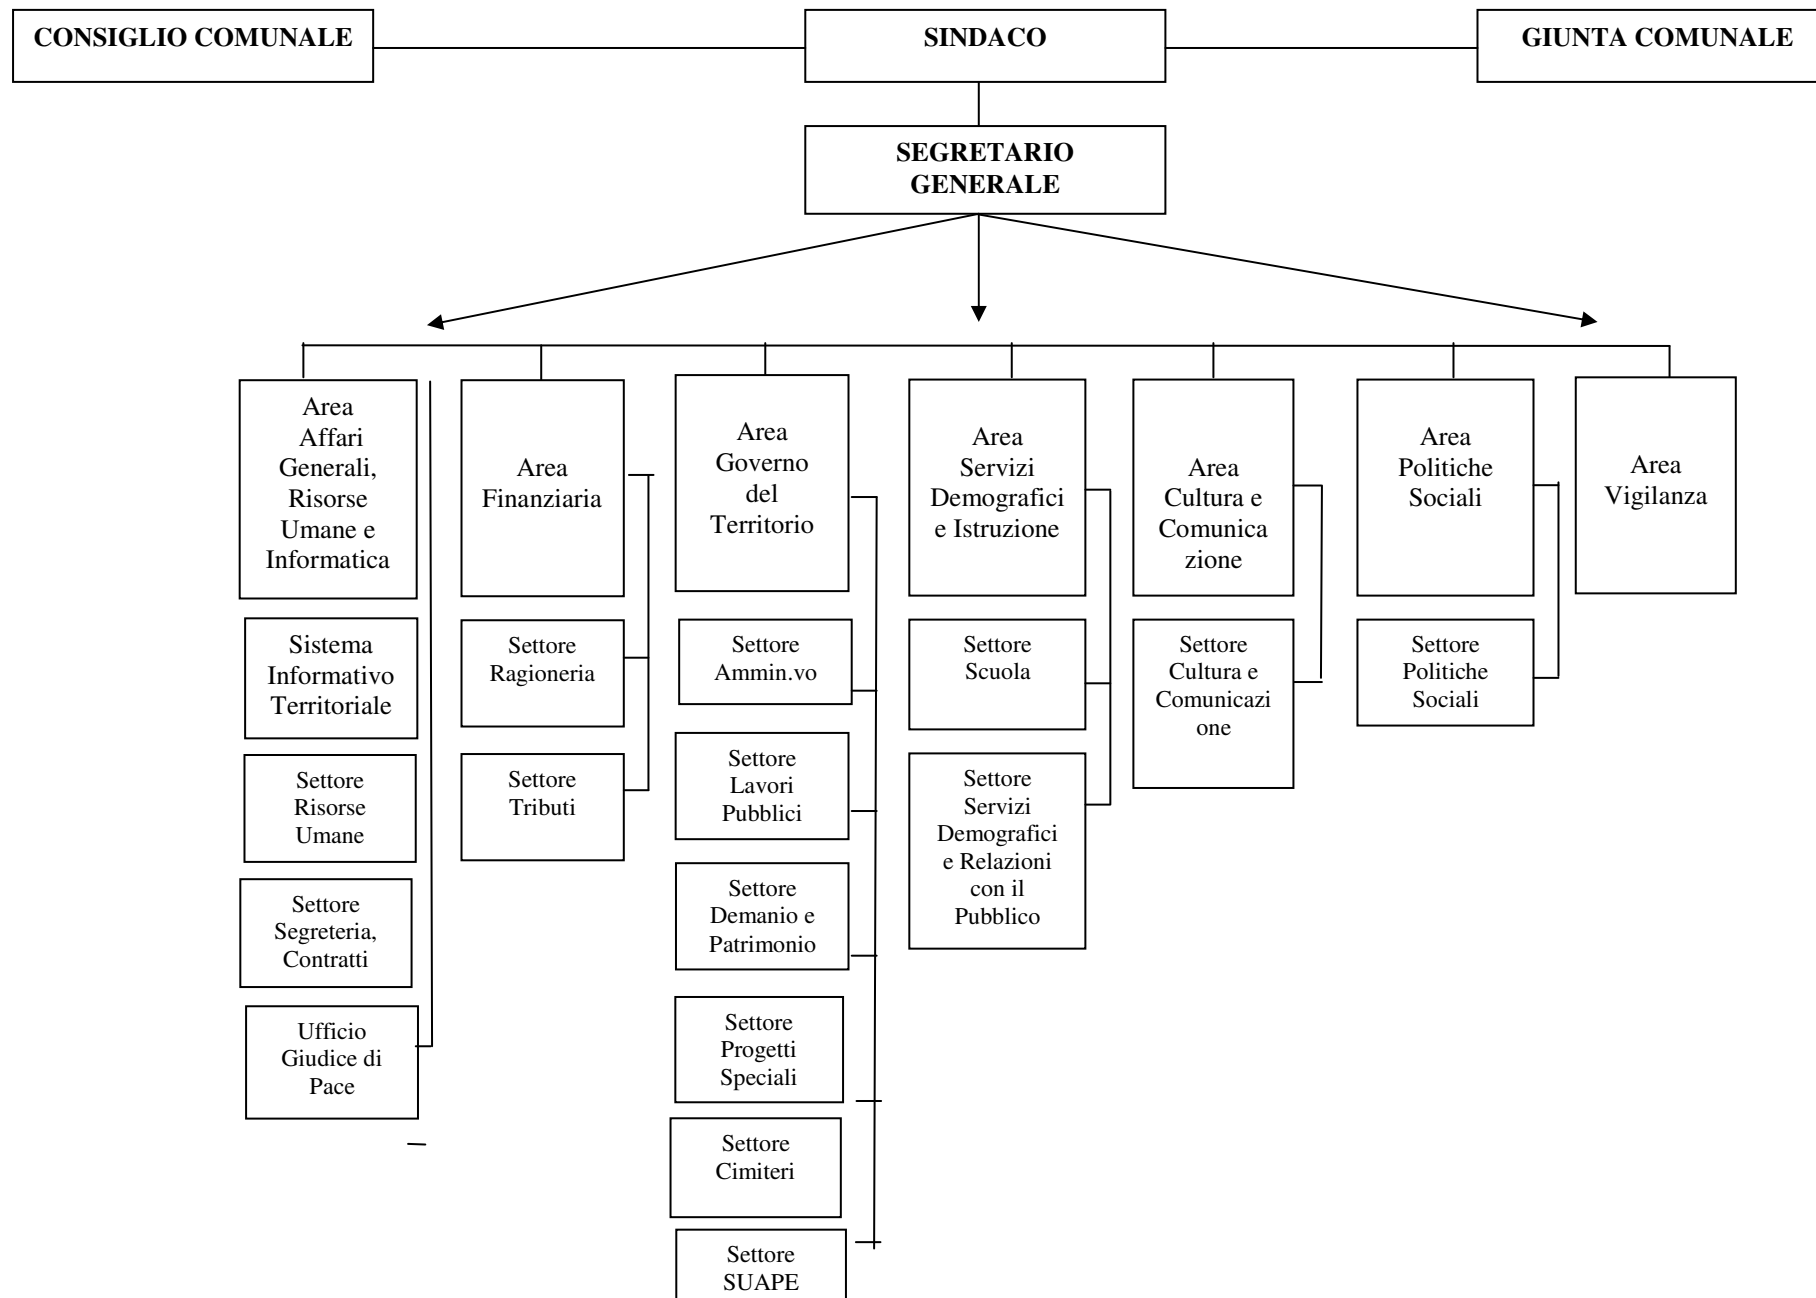 CONSIGLIO COMUNALE
SINDACO
GIUNTA COMUNALE
SEGRETARIO
GENERALE
Area
Affari
Generali,
Risorse
Umane e
Informatica
Area
Finanziaria
Area
Governo
del
Territorio
Area
Servizi
Demografici
e Istruzione
Area
Cultura e
Comunica
zione
Area
Politiche
Sociali
Area
Vigilanza
Sistema
Informativo
Territoriale
Settore
Ragioneria
Settore
Ammin.vo
Settore
Scuola
Settore
Cultura e
Comunicazi
one
Settore
Politiche
Sociali
Settore
Risorse
Umane
Settore
Tributi
Settore
Lavori
Pubblici
Settore
Servizi
Demografici
e Relazioni
con il
Pubblico
Settore
Segreteria,
Contratti
Settore
Demanio e
Patrimonio
Ufficio
Giudice di
Pace
Settore
Progetti
Speciali
Settore
Cimiteri
Settore
SUAPE